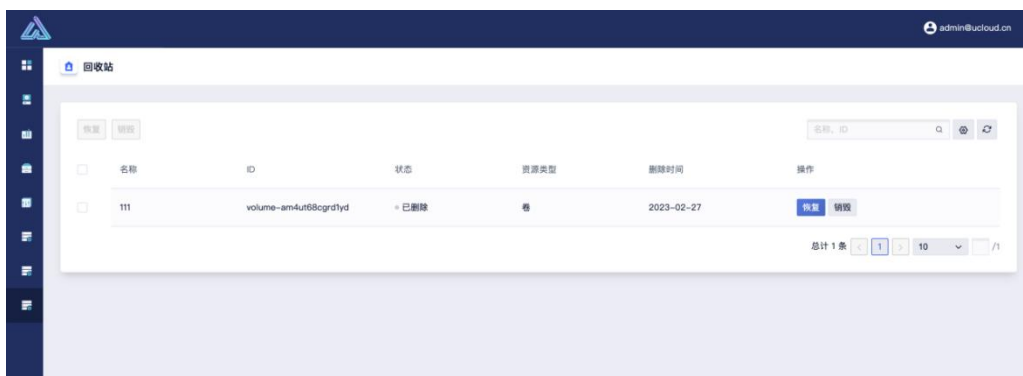 admin@ucloud.cn
回收站
恢复 销毁 名称、ID
名称 ID 状态 资源类型 删除时间 操作
111 volume-am4ut68cgrd1yd 已删除 卷 2023-02-27 恢复 销毁
总计 1 条 < 1 > 10 /1